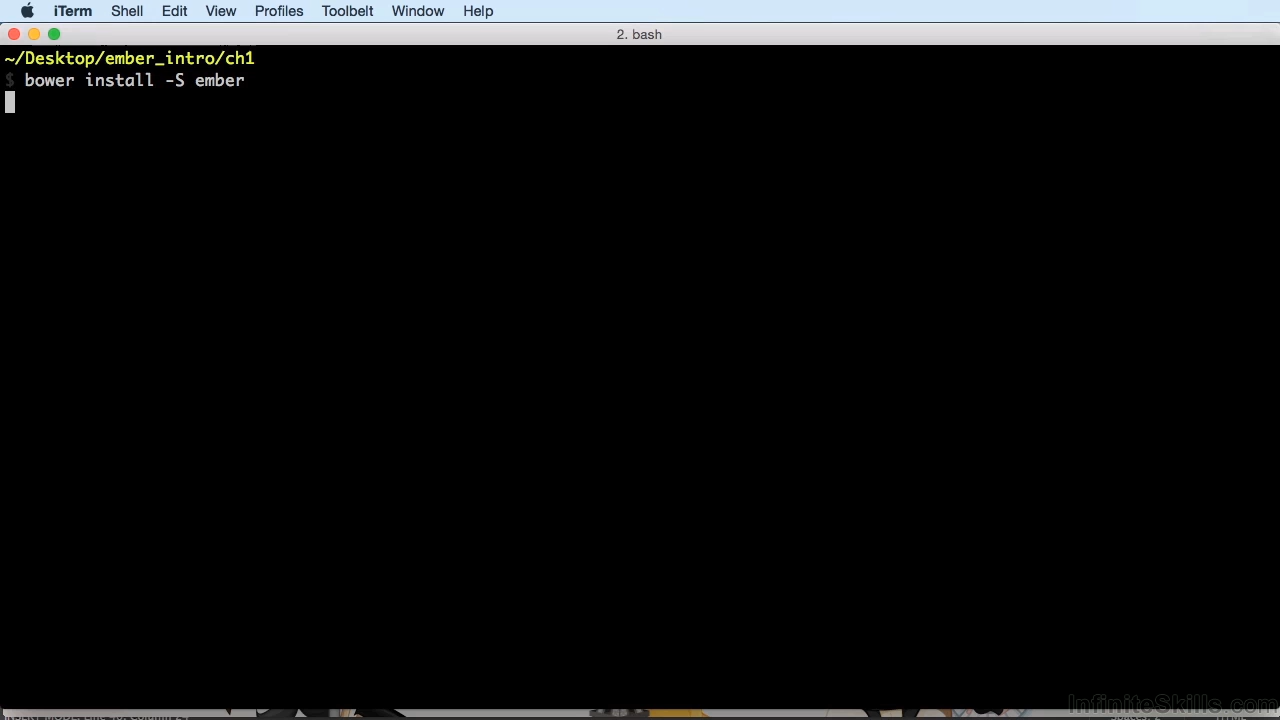 iTerm Shell Edit View Profiles Toolbelt Window Help
2. bash
~/Desktop/ember_intro/ch1
$ bower install -S ember
InfiniteSkills.com